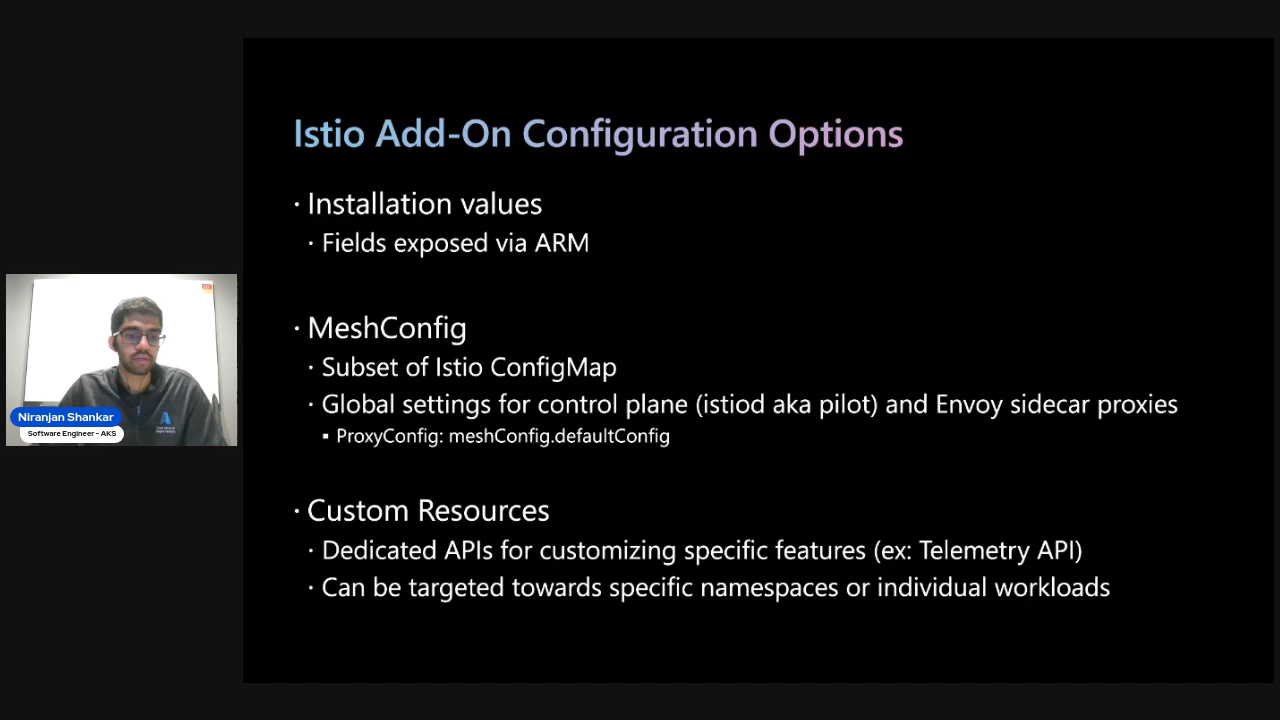 Istio Add-On Configuration Options
· Installation values
· Fields exposed via ARM
· MeshConfig
· Subset of Istio ConfigMap
· Global settings for control plane (istiod aka pilot) and Envoy sidecar proxies
▪ ProxyConfig: meshConfig.defaultConfig
· Custom Resources
· Dedicated APIs for customizing specific features (ex: Telemetry API)
· Can be targeted towards specific namespaces or individual workloads
Niranjan Shankar
Software Engineer - AKS